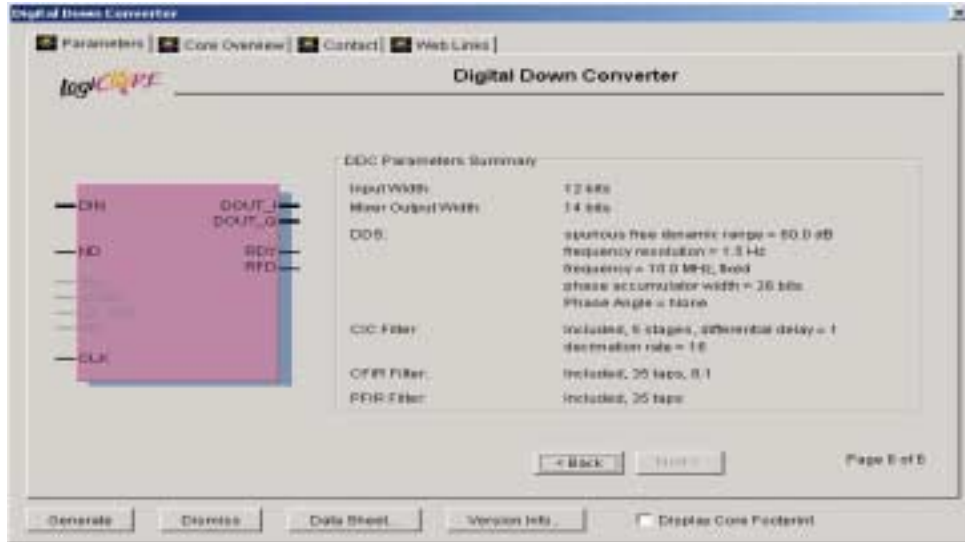 Digital Down Converter
Parameters Core Overview Contact Web Links
logiCORE
Digital Down Converter
DDC Parameters Summary
Input Width: 12 bits
Mixer Output Width: 14 bits
DDS: spurious free dynamic range = 60.0 dB
frequency resolution = 1.5 Hz
frequency = 10.0 MHz, fixed
phase accumulator width = 26 bits
Phase Angle = None
CIC Filter: Included, 5 stages, differential delay = 1
decimation rate = 16
CFIR Filter: Included, 35 taps, 8:1
PFIR Filter: Included, 35 taps
DIN DOUT_I
DOUT_Q
ND RDY
RFD
CLK
< Back Next >
Page 6 of 6
Generate Dismiss Data Sheet... Version Info... Display Core Footprint